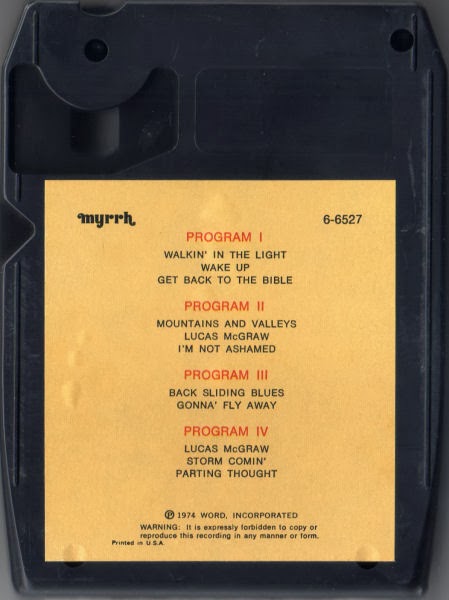 myrrh 6-6527
PROGRAM I
WALKIN' IN THE LIGHT
WAKE UP
GET BACK TO THE BIBLE
PROGRAM II
MOUNTAINS AND VALLEYS
LUCAS McGRAW
I'M NOT ASHAMED
PROGRAM III
BACK SLIDING BLUES
GONNA' FLY AWAY
PROGRAM IV
LUCAS McGRAW
STORM COMIN'
PARTING THOUGHT
℗ 1974 WORD, INCORPORATED
WARNING: It is expressly forbidden to copy or
reproduce this recording in any manner or form.
Printed in U.S.A.